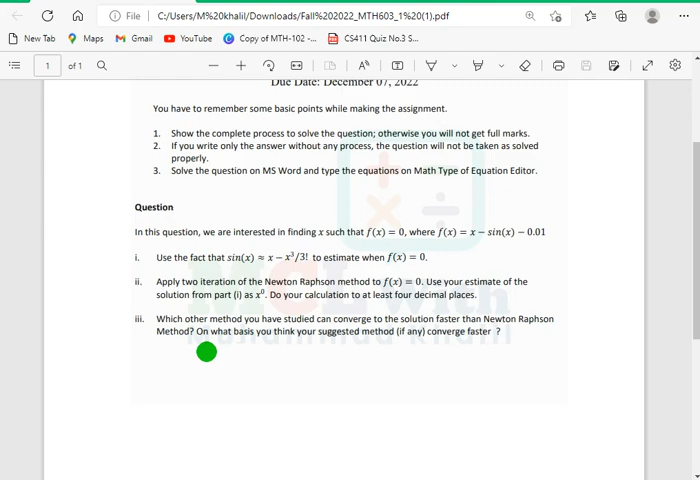 File C:/Users/M%20khalil/Downloads/Fall%202022_MTH603_1%20(1).pdf
New Tab Maps Gmail YouTube Copy of MTH-102 -... CS411 Quiz No.3 S...
1 of 1
Due Date: December 07, 2022
You have to remember some basic points while making the assignment.
1. Show the complete process to solve the question; otherwise you will not get full marks.
2. If you write only the answer without any process, the question will not be taken as solved
properly.
3. Solve the question on MS Word and type the equations on Math Type of Equation Editor.
Question
In this question, we are interested in finding x such that f(x) = 0, where f(x) = x − sin(x) − 0.01
i. Use the fact that sin(x) ≈ x − x³/3! to estimate when f(x) = 0.
ii. Apply two iteration of the Newton Raphson method to f(x) = 0. Use your estimate of the
solution from part (i) as x⁰. Do your calculation to at least four decimal places.
iii. Which other method you have studied can converge to the solution faster than Newton Raphson
Method? On what basis you think your suggested method (if any) converge faster ?
MCL With
Muhammad Khalil